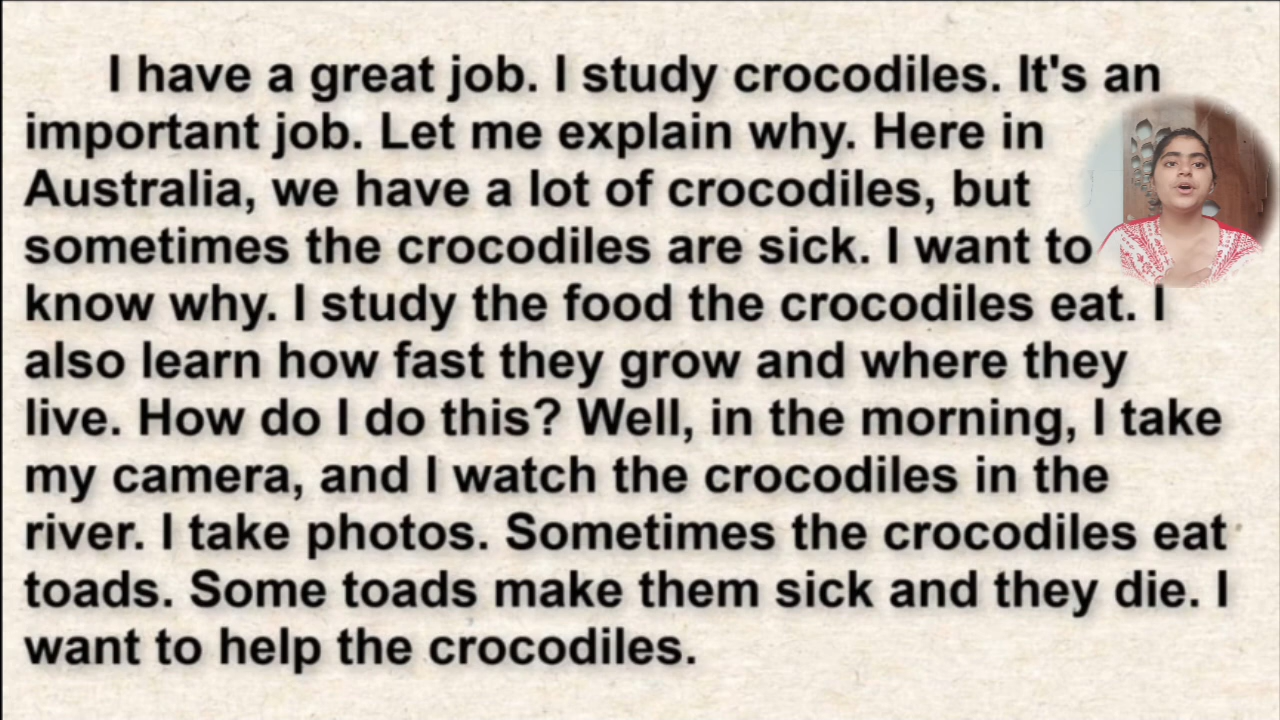 I have a great job. I study crocodiles. It's an
important job. Let me explain why. Here in
Australia, we have a lot of crocodiles, but
sometimes the crocodiles are sick. I want to
know why. I study the food the crocodiles eat. I
also learn how fast they grow and where they
live. How do I do this? Well, in the morning, I take
my camera, and I watch the crocodiles in the
river. I take photos. Sometimes the crocodiles eat
toads. Some toads make them sick and they die. I
want to help the crocodiles.